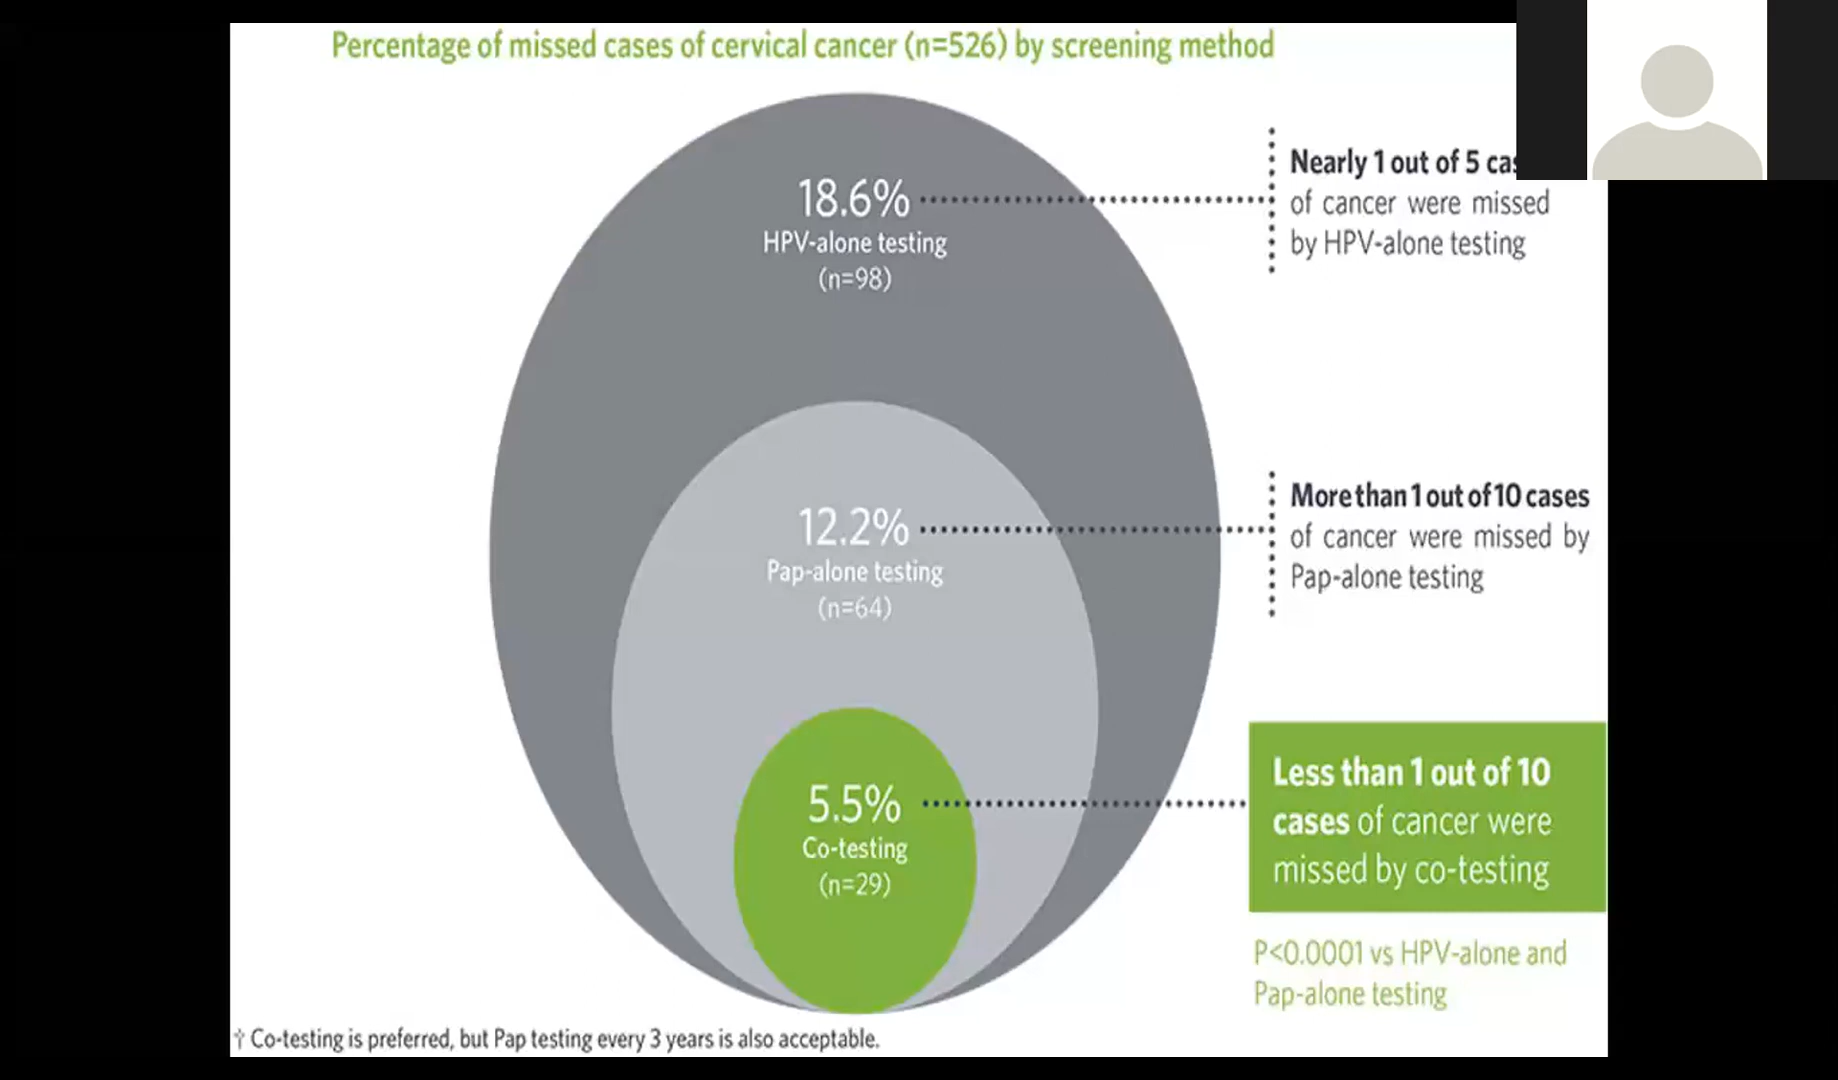 Percentage of missed cases of cervical cancer (n=526) by screening method
18.6%
HPV-alone testing
(n=98)
Nearly 1 out of 5
of cancer were missed
by HPV-alone testing
12.2%
Pap-alone testing
(n=64)
More than 1 out of 10 cases
of cancer were missed by
Pap-alone testing
5.5%
Co-testing
(n=29)
Less than 1 out of 10
cases of cancer were
missed by co-testing
P<0.0001 vs HPV-alone and
Pap-alone testing
† Co-testing is preferred, but Pap testing every 3 years is also acceptable.